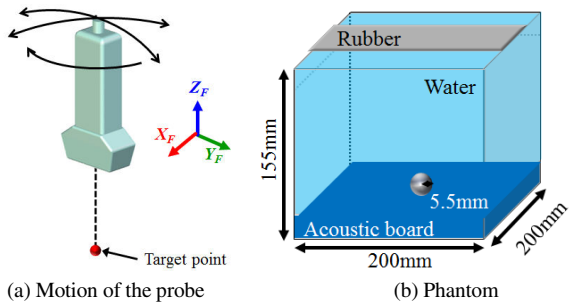 Z_F
X_F
Y_F
Target point
(a) Motion of the probe
Rubber
Water
155mm
5.5mm
Acoustic board
200mm
200mm
(b) Phantom